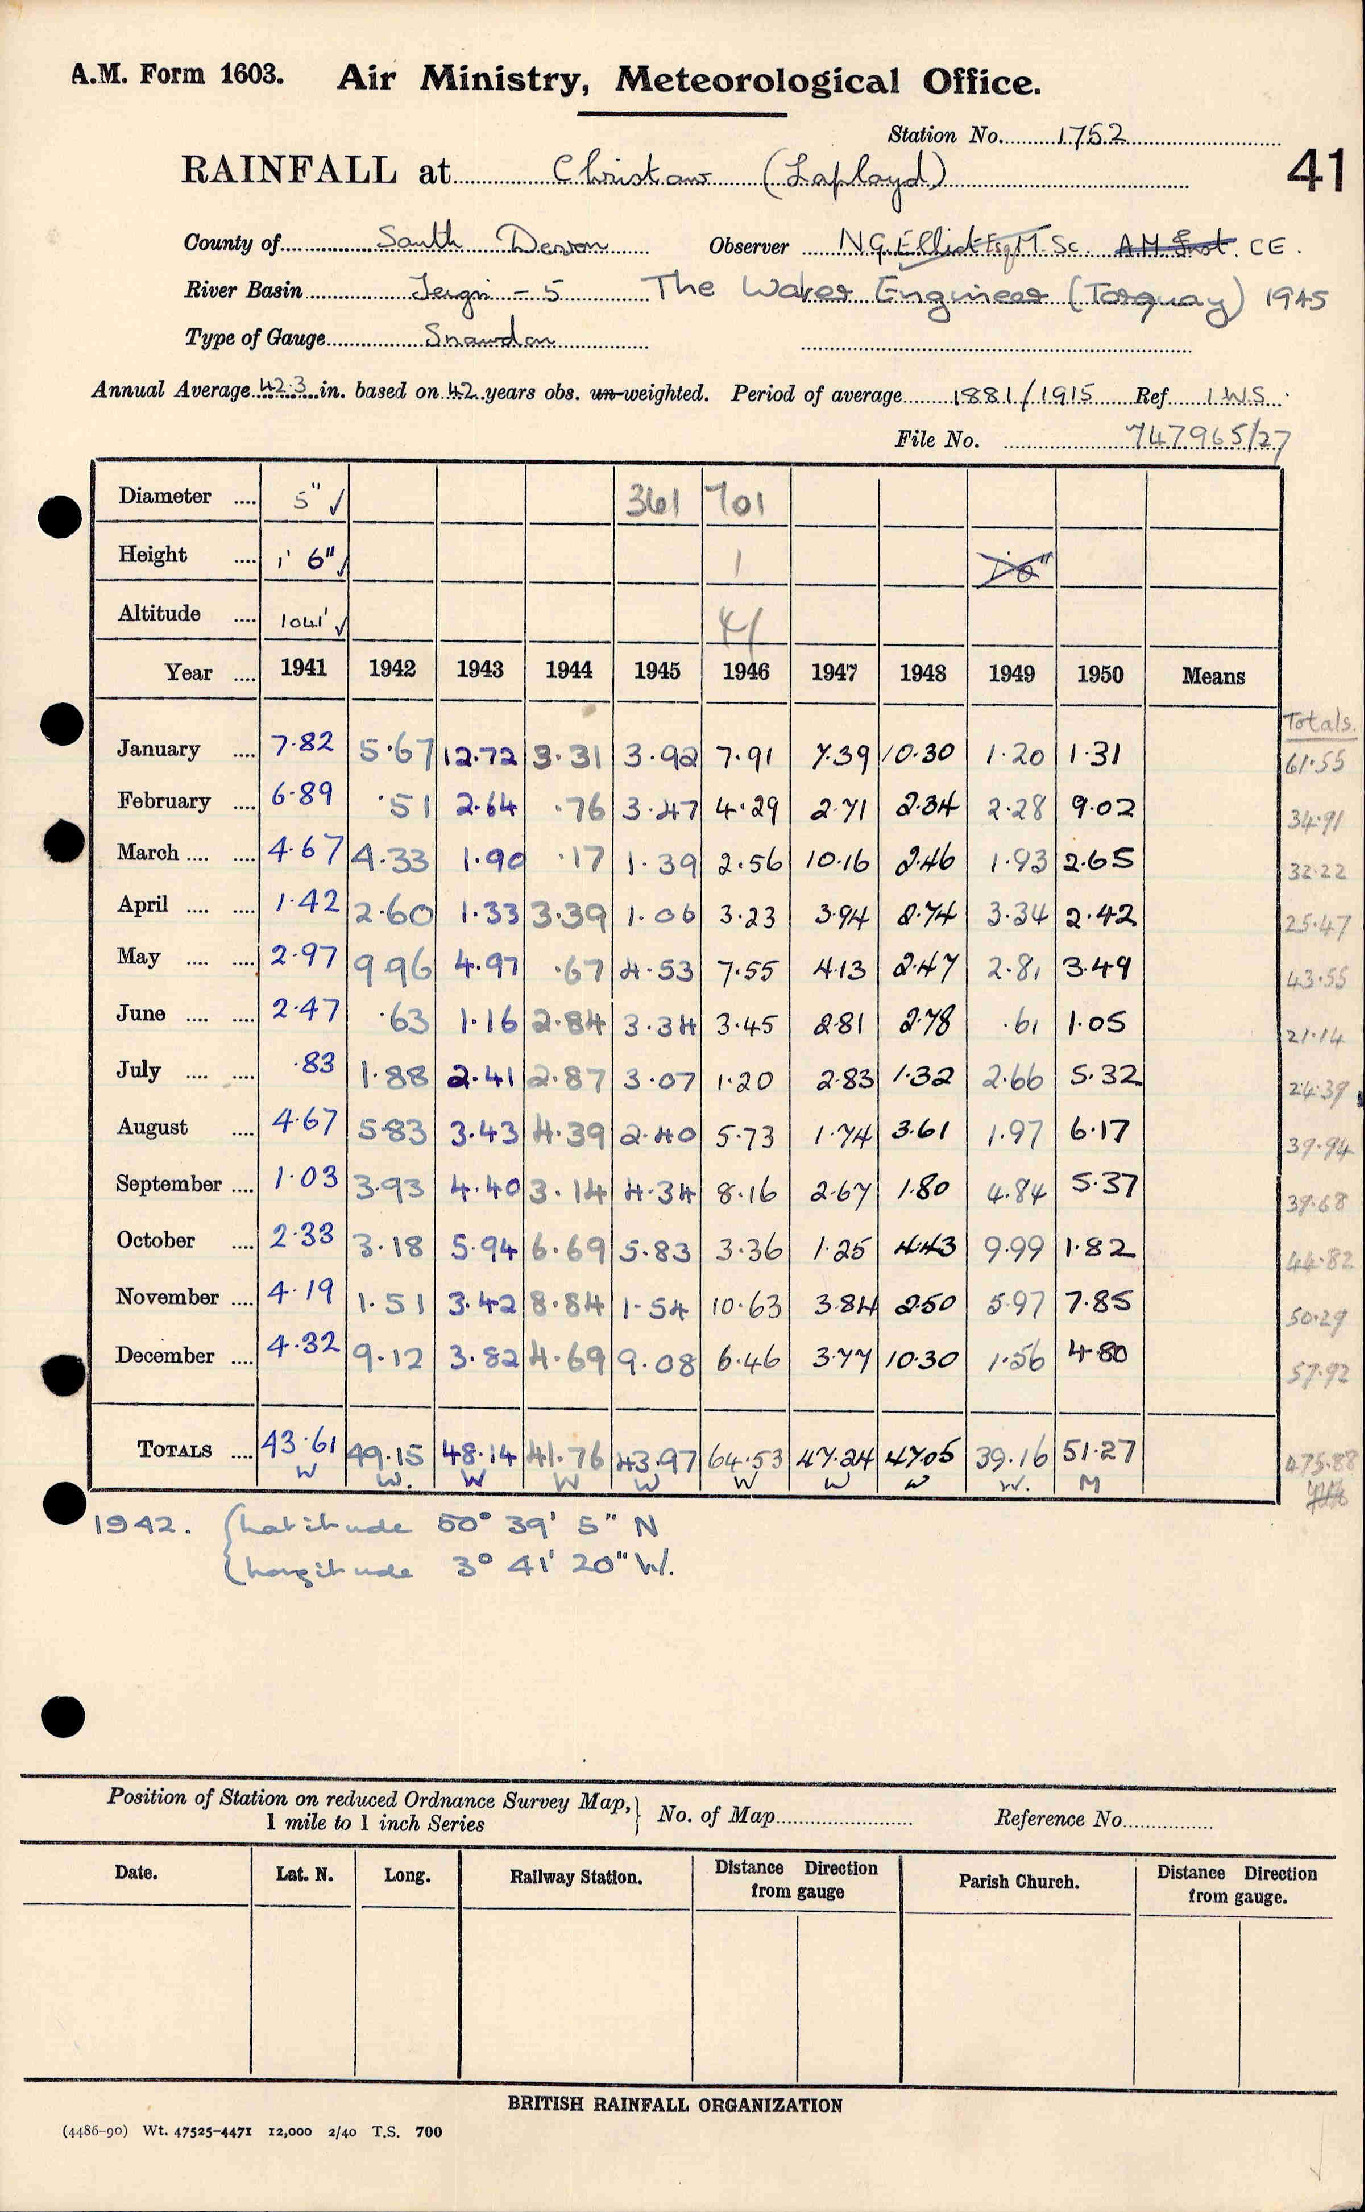 A.M. Form 1603. Air Ministry, Meteorological Office.
Station No. 1752
41
RAINFALL at Christow (Laployd)
County of South Devon Observer N.G. Elliot Esq M.Sc. A.M. Inst. C E.
River Basin Teign - 5 The Water Engineer (Torquay) 1945
Type of Gauge Snowdon
Annual Average 42.3 in. based on 42 years obs. un-weighted. Period of average 1881/1915 Ref I.W.S.
File No. 747965/27
Diameter .... 5" ✓ 361 701
Height .... 1' 6" ✓ 1 1'0"
Altitude .... 1041' ✓ 41
Year .... 1941 1942 1943 1944 1945 1946 1947 1948 1949 1950 Means
Totals.
January .... 7.82 5.67 12.72 3.31 3.92 7.91 7.39 10.30 1.20 1.31 61.55
February .... 6.89 .51 2.64 .76 3.47 4.29 2.71 2.34 2.28 9.02 34.91
March .... .... 4.67 4.33 1.90 .17 1.39 2.56 10.16 2.46 1.93 2.65 32.22
April .... .... 1.42 2.60 1.33 3.39 1.06 3.23 3.94 2.74 3.34 2.42 25.47
May .... .... 2.97 9.96 4.97 .67 4.53 7.55 4.13 2.47 2.81 3.49 43.55
June .... .... 2.47 .63 1.16 2.84 3.34 3.45 2.81 2.78 .61 1.05 21.14
July .... .... .83 1.88 2.41 2.87 3.07 1.20 2.83 1.32 2.66 5.32 24.39
August .... 4.67 5.83 3.43 4.39 2.40 5.73 1.74 3.61 1.97 6.17 39.94
September .... 1.03 3.93 4.40 3.14 4.34 8.16 2.67 1.80 4.84 5.37 39.68
October .... 2.33 3.18 5.94 6.69 5.83 3.36 1.25 4.43 9.99 1.82 44.82
November .... 4.19 1.51 3.42 8.84 1.54 10.63 3.84 2.50 5.97 7.85 50.29
December .... 4.32 9.12 3.82 4.69 9.08 6.46 3.77 10.30 1.56 4.80 57.92
TOTALS .... 43.61 49.15 48.14 41.76 43.97 64.53 47.24 47.05 39.16 51.27 475.88
W W. W W W W W W W. M
1942. { Latitude 50° 39' 5" N
{ Longitude 3° 41' 20" W.
Position of Station on reduced Ordnance Survey Map, } No. of Map Reference No.
1 mile to 1 inch Series
Date. Lat. N. Long. Railway Station. Distance Direction from gauge Parish Church. Distance Direction from gauge.
BRITISH RAINFALL ORGANIZATION
(4486-90) Wt. 47525-4471 12,000 2/40 T.S. 700